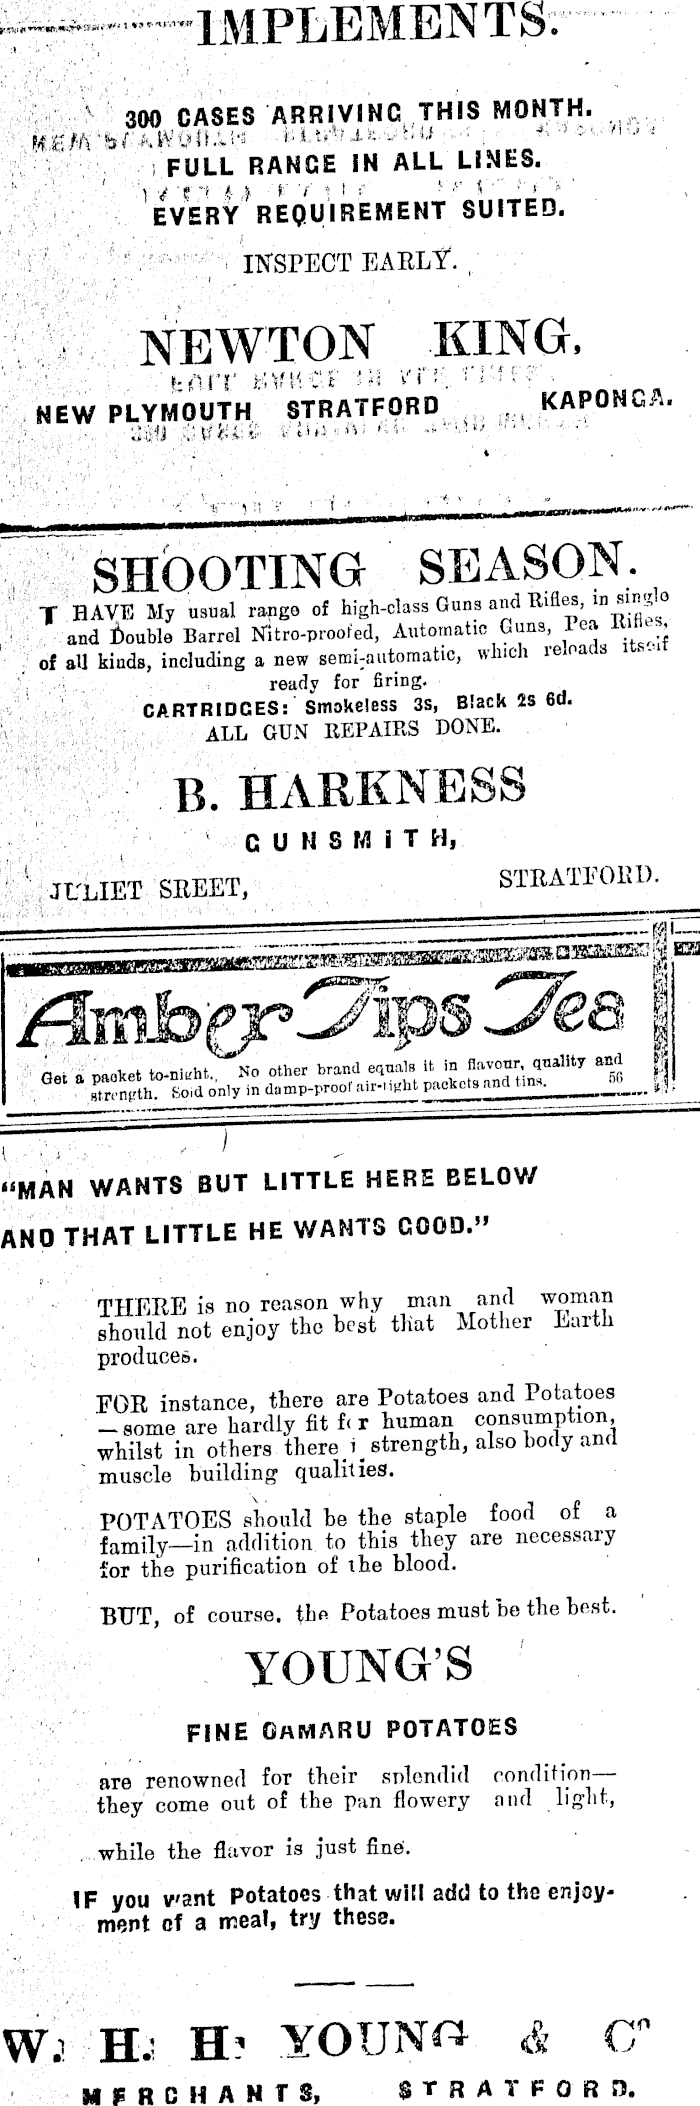 IMPLEMENTS.
300 CASES ARRIVING THIS MONTH.
FULL RANGE IN ALL LINES.
EVERY REQUIREMENT SUITED.
INSPECT EARLY.
NEWTON KING,
NEW PLYMOUTH STRATFORD KAPONGA.
SHOOTING SEASON.
I HAVE My usual range of high-class Guns and Rifles, in single
and Double Barrel Nitro-proofed, Automatic Guns, Pea Rifles,
of all kinds, including a new semi-automatic, which reloads itself
ready for firing.
CARTRIDGES: Smokeless 3s, Black 2s 6d.
ALL GUN REPAIRS DONE.
B. HARKNESS
GUNSMITH,
JULIET SREET, STRATFORD.
Amber Tips Tea
Get a packet to-night. No other brand equals it in flavour, quality and
strength. Sold only in damp-proof air-tight packets and tins. 56
"MAN WANTS BUT LITTLE HERE BELOW
AND THAT LITTLE HE WANTS GOOD."
THERE is no reason why man and woman
should not enjoy the best that Mother Earth
produces.
FOR instance, there are Potatoes and Potatoes
—some are hardly fit for human consumption,
whilst in others there i strength, also body and
muscle building qualities.
POTATOES should be the staple food of a
family—in addition to this they are necessary
for the purification of the blood.
BUT, of course, the Potatoes must be the best.
YOUNG'S
FINE OAMARU POTATOES
are renowned for their splendid condition—
they come out of the pan flowery and light,
while the flavor is just fine.
IF you want Potatoes that will add to the enjoy-
ment of a meal, try these.
W. H. H. YOUNG & Co
MERCHANTS, STRATFORD.